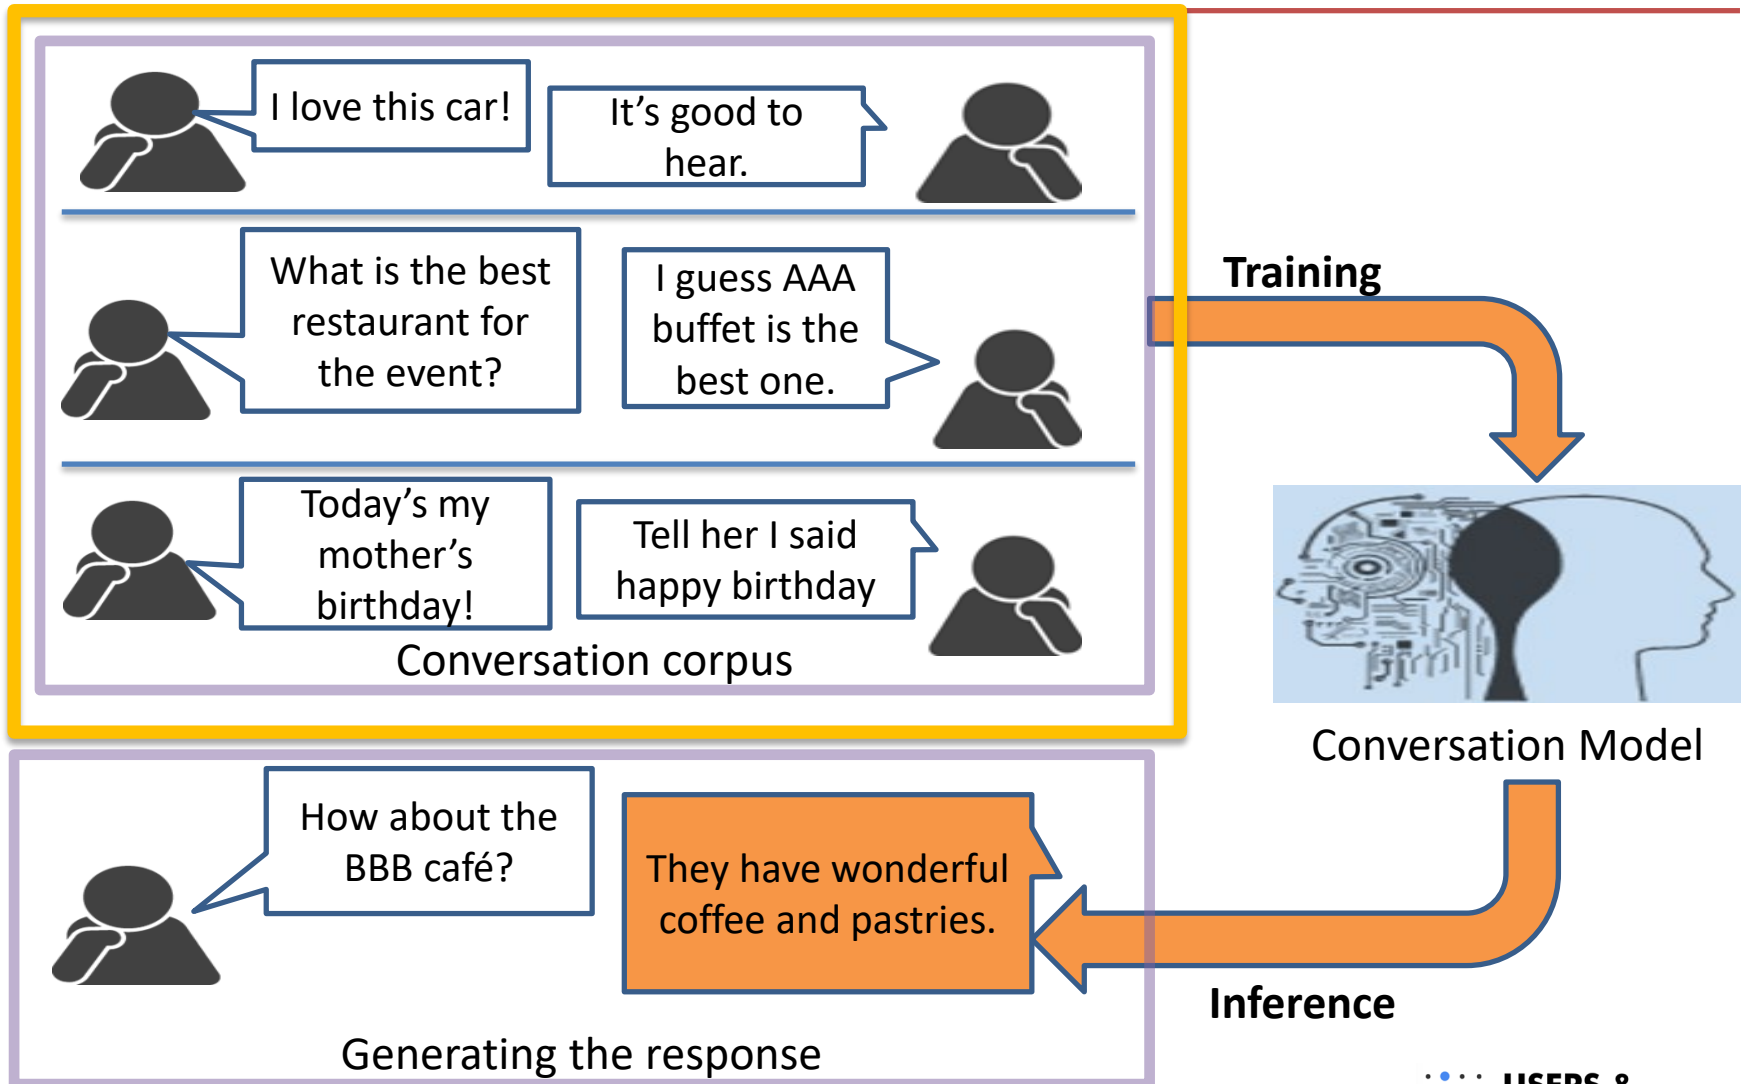 I love this car!
It's good to
hear.
What is the best
restaurant for
the event?
I guess AAA
buffet is the
best one.
Training
Today's my
mother's
birthday!
Tell her I said
happy birthday
Conversation corpus
Conversation Model
How about the
BBB café?
They have wonderful
coffee and pastries.
Inference
Generating the response
USERS &